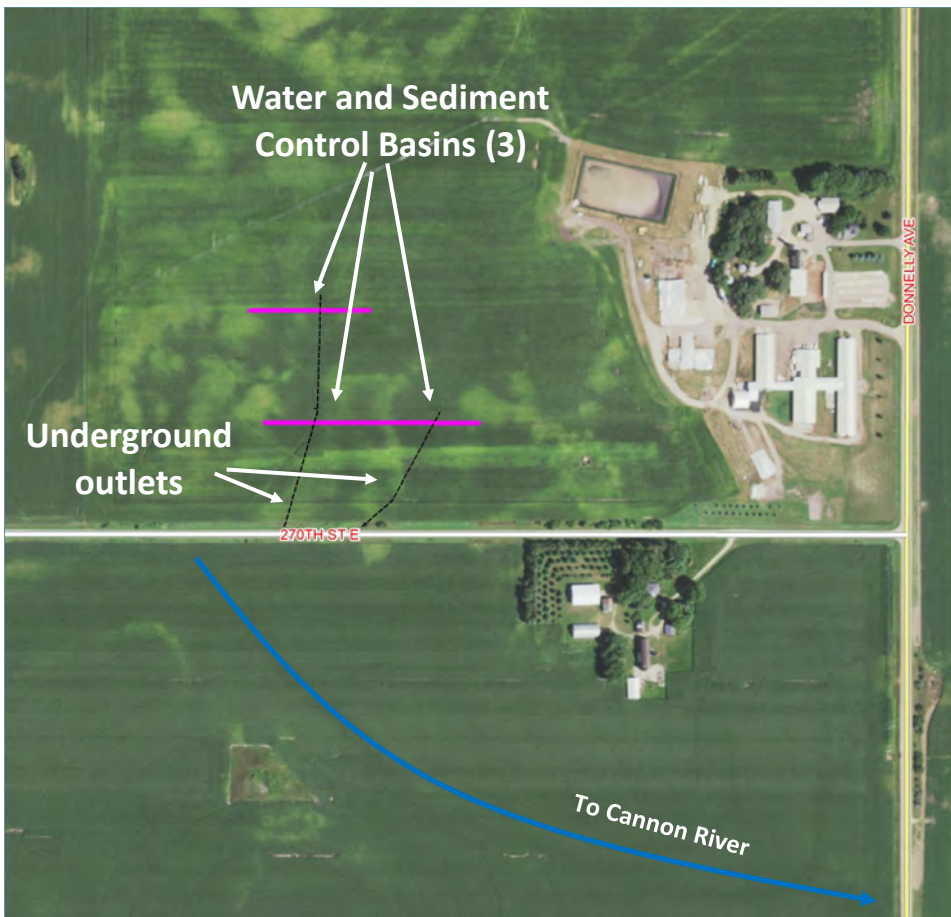 Water and Sediment
Control Basins (3)
DONNELLY AVE
Underground
outlets
270TH ST E
To Cannon River